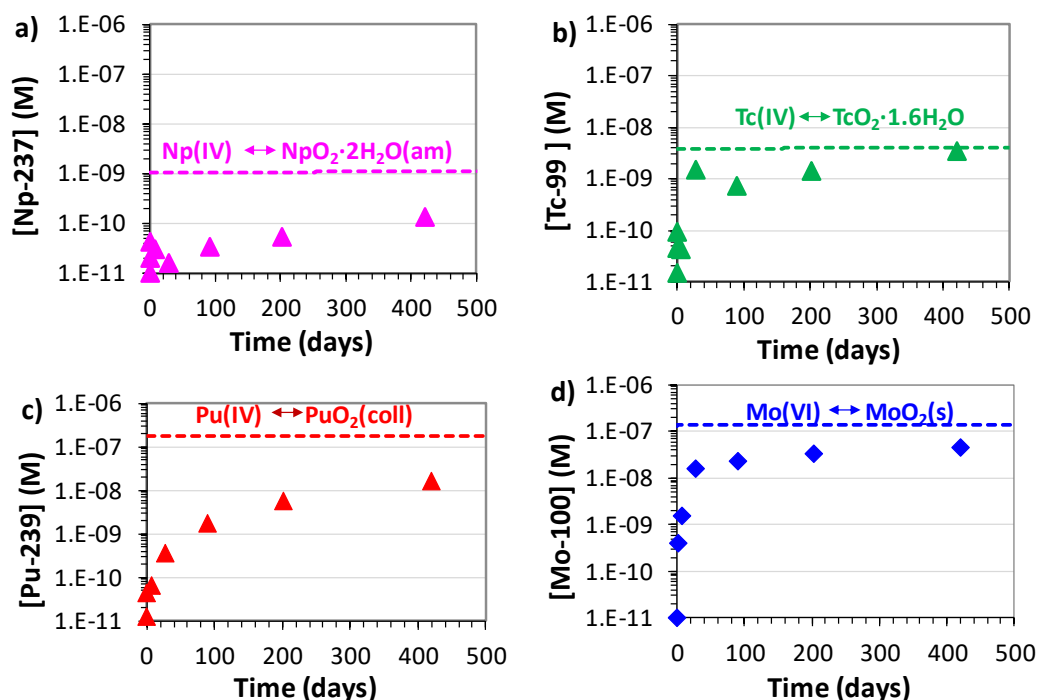 a)
[Np-237] (M)
1.E-06
1.E-07
1.E-08
1.E-09
1.E-10
1.E-11
Np(IV) ↔ NpO₂·2H₂O(am)
0 100 200 300 400 500
Time (days)
b)
[Tc-99 ] (M)
1.E-06
1.E-07
1.E-08
1.E-09
1.E-10
1.E-11
Tc(IV) ↔ TcO₂·1.6H₂O
0 100 200 300 400 500
Time (days)
c)
[Pu-239] (M)
1.E-06
1.E-07
1.E-08
1.E-09
1.E-10
1.E-11
Pu(IV) ↔ PuO₂(coll)
0 100 200 300 400 500
Time (days)
d)
[Mo-100] (M)
1.E-06
1.E-07
1.E-08
1.E-09
1.E-10
1.E-11
Mo(VI) ↔ MoO₂(s)
0 100 200 300 400 500
Time (days)